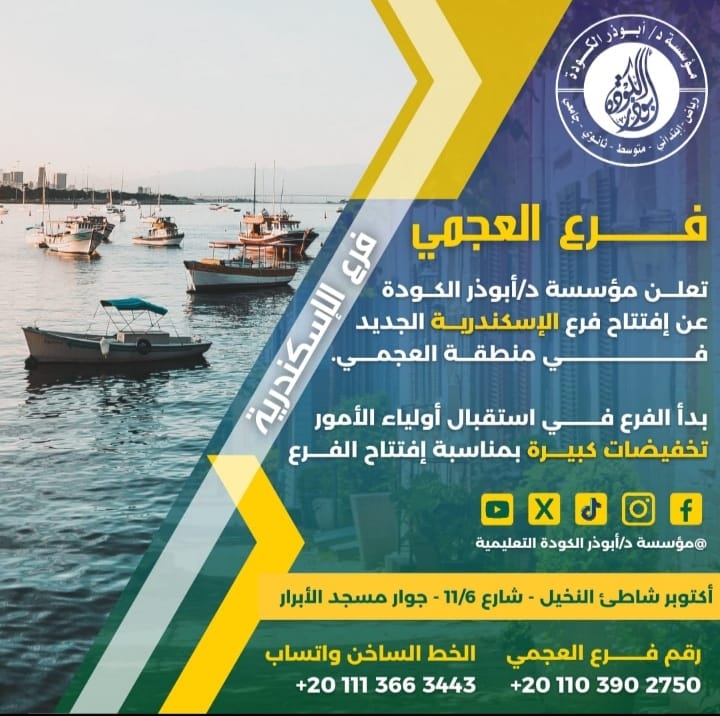 مؤسسة د/أبوذر الكودة
رياض - إبتدائي - متوسط - ثانوي - جامعي
أبوذر الكودة
فرع العجمي
تعلن مؤسسة د/أبوذر الكودة
عن إفتتاح فرع الإسكندرية الجديد
في منطقة العجمي.
فرع الإسكندرية
بدأ الفرع في استقبال أولياء الأمور
تخفيضات كبيرة بمناسبة إفتتاح الفرع
@مؤسسة د/أبوذر الكودة التعليمية
أكتوبر شاطئ النخيل - شارع 11/6 - جوار مسجد الأبرار
رقم فرع العجمي
+20 110 390 2750
الخط الساخن واتساب
+20 111 366 3443